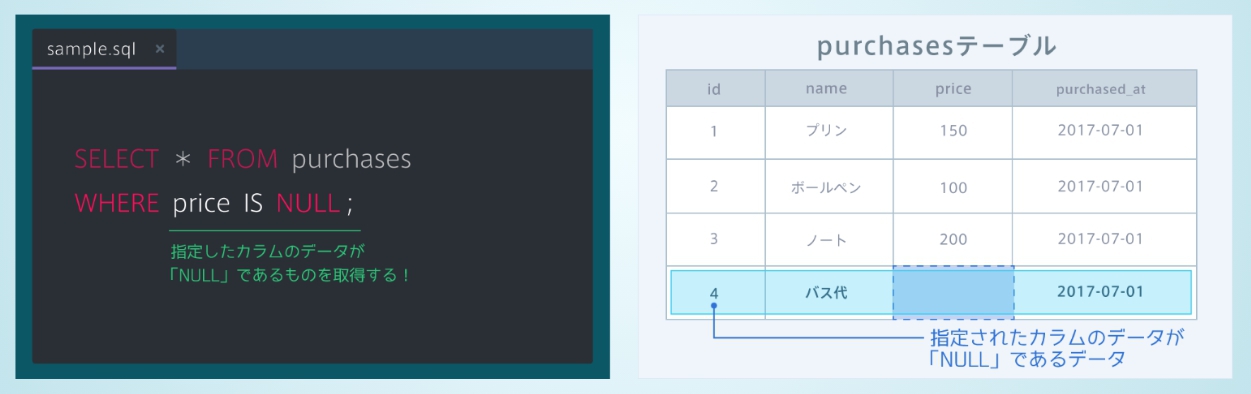 sample.sql ×
SELECT * FROM purchases
WHERE price IS NULL ;
指定したカラムのデータが
「NULL」であるものを取得する！
purchasesテーブル
id name price purchased_at
1 プリン 150 2017-07-01
2 ボールペン 100 2017-07-01
3 ノート 200 2017-07-01
4 バス代 2017-07-01
指定されたカラムのデータが
「NULL」であるデータ